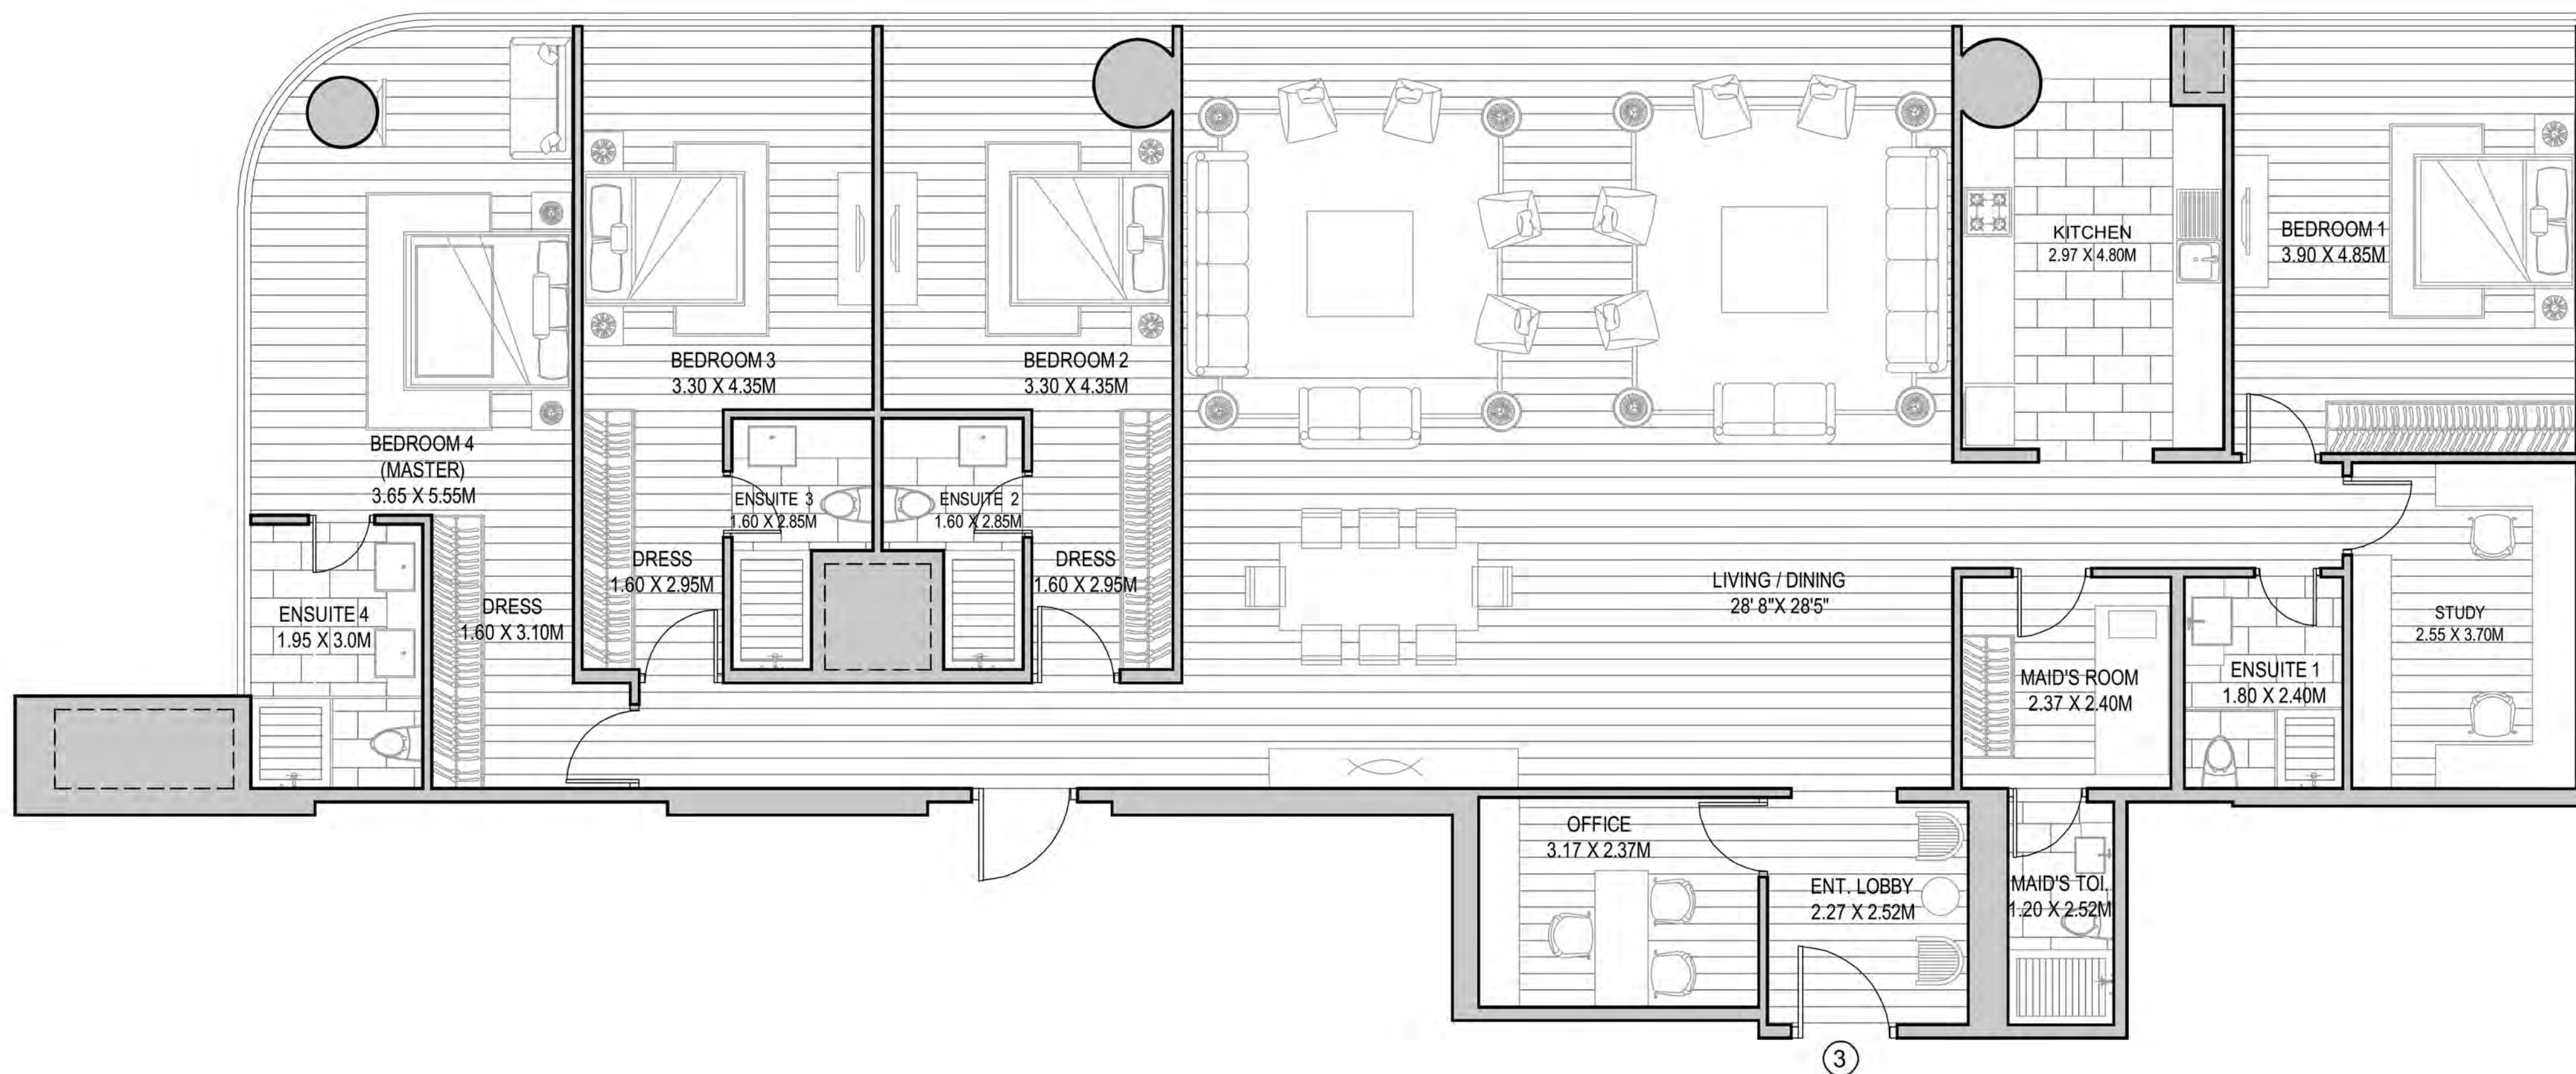 KITCHEN
2.97 X 4.80M
BEDROOM 1
3.90 X 4.85M
BEDROOM 3
3.30 X 4.35M
BEDROOM 2
3.30 X 4.35M
BEDROOM 4
(MASTER)
3.65 X 5.55M
ENSUITE 3
1.60 X 2.85M
ENSUITE 2
1.60 X 2.85M
DRESS
1.60 X 2.95M
DRESS
1.60 X 2.95M
LIVING / DINING
28' 8"X 28'5"
ENSUITE 4
1.95 X 3.0M
DRESS
1.60 X 3.10M
STUDY
2.55 X 3.70M
MAID'S ROOM
2.37 X 2.40M
ENSUITE 1
1.80 X 2.40M
OFFICE
3.17 X 2.37M
ENT. LOBBY
2.27 X 2.52M
MAID'S TOI.
1.20 X 2.52M
3